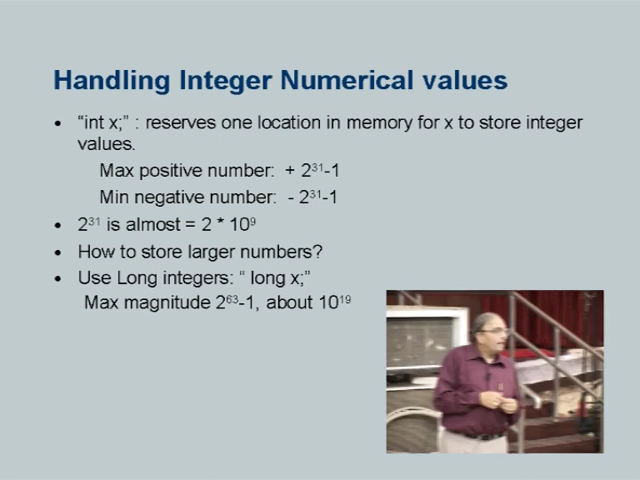 Handling Integer Numerical values
• “int x;” : reserves one location in memory for x to store integer
values.
Max positive number: + 2³¹-1
Min negative number: - 2³¹-1
• 2³¹ is almost = 2 * 10⁹
• How to store larger numbers?
• Use Long integers: “ long x;”
Max magnitude 2⁶³-1, about 10¹⁹